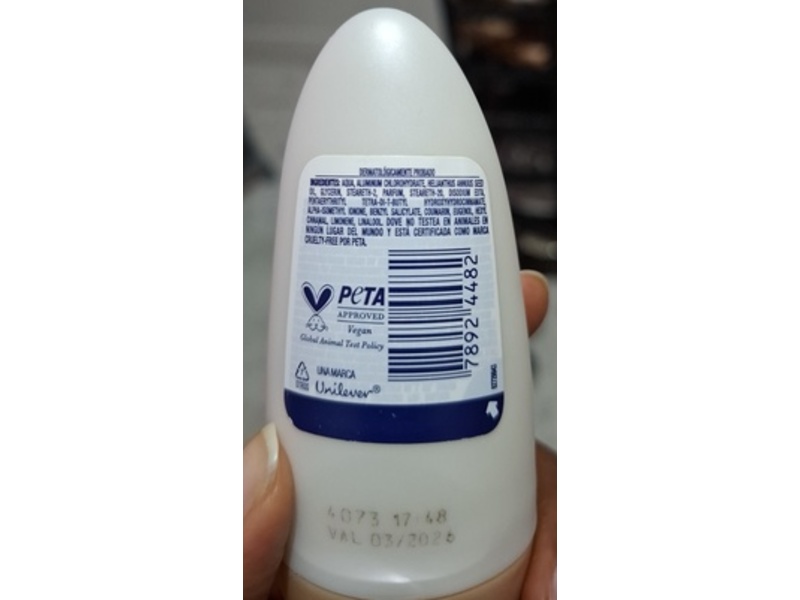 DERMATOLÓGICAMENTE PROBADO
INGREDIENTES: AQUA, ALUMINUM CHLOROHYDRATE, HELIANTHUS ANNUUS SEED
OIL, GLYCERIN, STEARETH-2, PARFUM, STEARETH-20, DISODIUM EDTA,
PENTAERYTHRITYL TETRA-DI-T-BUTYL HYDROXYHYDROCINNAMATE,
ALPHA-ISOMETHYL IONONE, BENZYL SALICYLATE, COUMARIN, EUGENOL, HEXYL
CINNAMAL, LIMONENE, LINALOOL. DOVE NO TESTEA EN ANIMALES EN
NINGÚN LUGAR DEL MUNDO Y ESTÁ CERTIFICADA COMO MARCA
CRUELTY-FREE POR PETA.
PETA
APPROVED
Vegan
Global Animal Test Policy
7892 4482
UNA MARCA
Unilever®
4073 17:48
VAL 03/2026